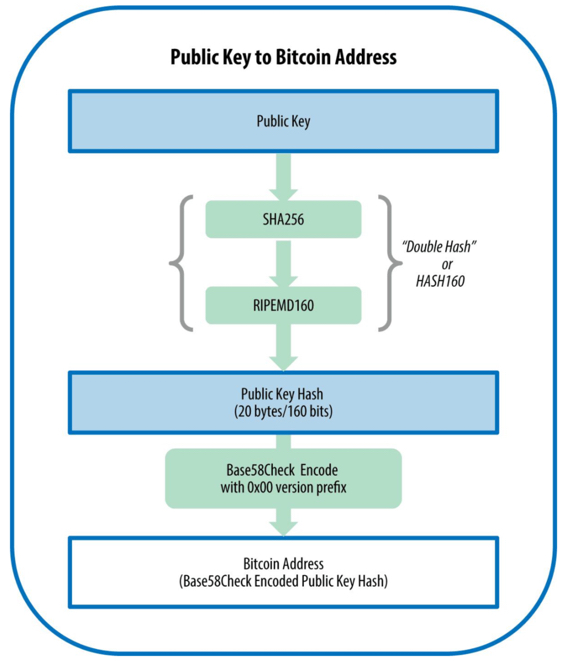 Public Key to Bitcoin Address
Public Key
SHA256
"Double Hash"
or
HASH160
RIPEMD160
Public Key Hash
(20 bytes/160 bits)
Base58Check Encode
with 0x00 version prefix
Bitcoin Address
(Base58Check Encoded Public Key Hash)